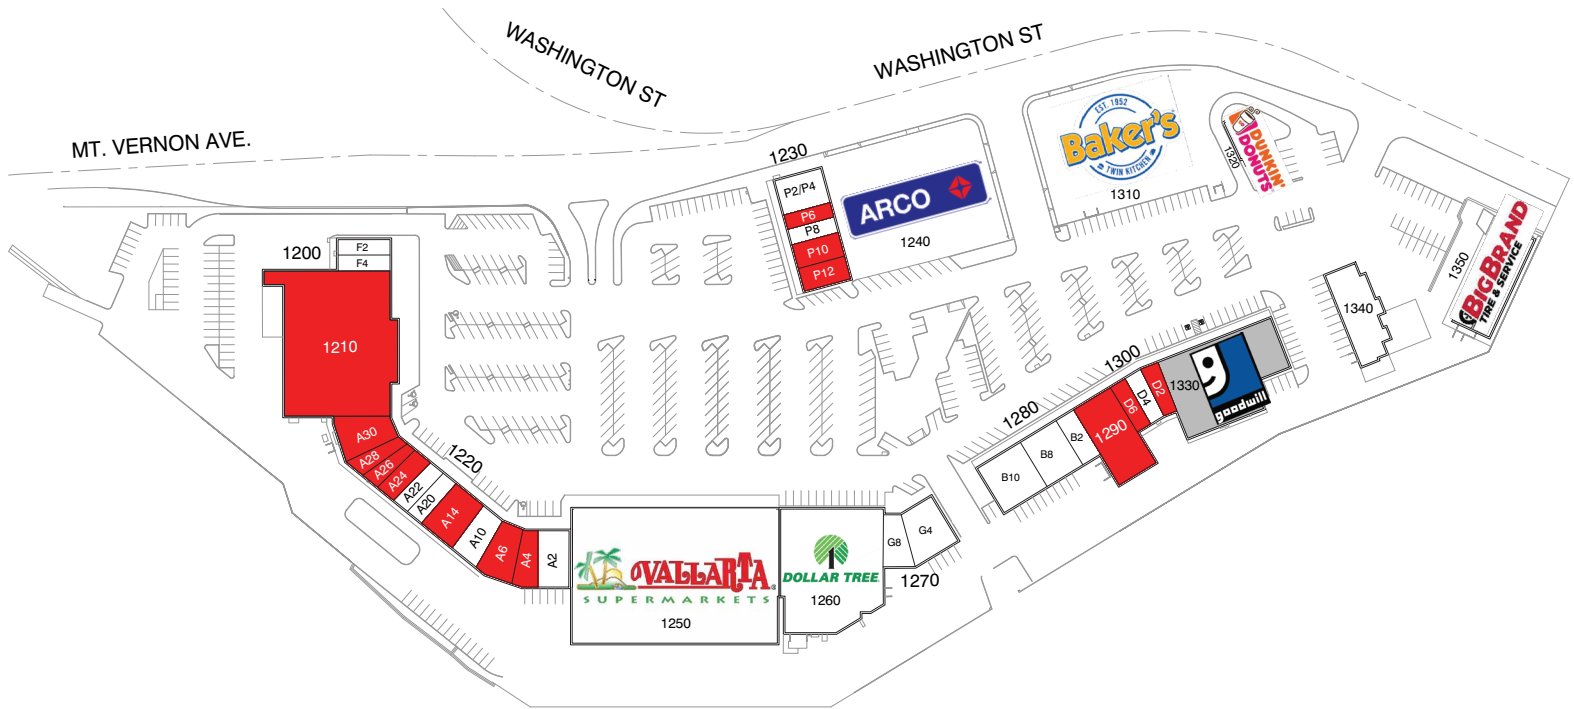 WASHINGTON ST
WASHINGTON ST
MT. VERNON AVE.
1200
F2
F4
1210
A30
A28
A26
A24
A22
A20
A14
A10
A6
A4
A2
1220
1230
P2/P4
P6
P8
P10
P12
ARCO
1240
EST. 1952
Baker's
TWIN KITCHEN
1310
DUNKIN'
DONUTS
1320
BIGBRAND
TIRE & SERVICE
1350
1340
1300
1280
1330
goodwill
D2
D4
D6
1290
B2
B8
B10
VALLARTA
SUPERMARKETS
1250
DOLLAR TREE
1260
G8
G4
1270